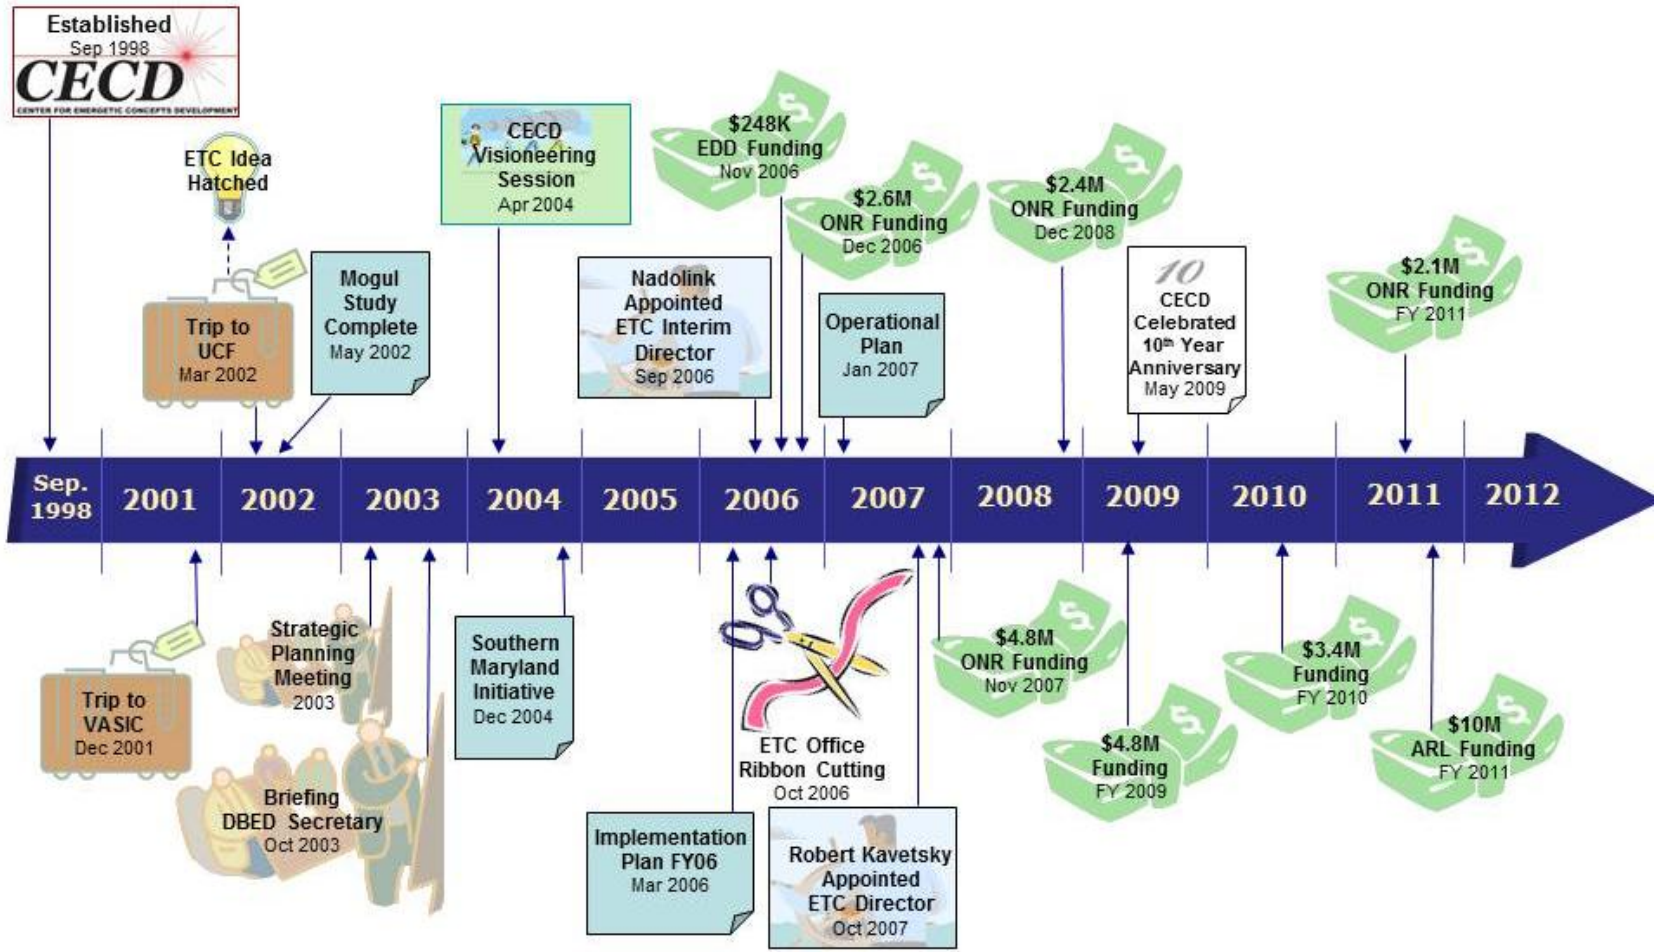 Established
Sep 1998
CECD
CENTER FOR ENERGETIC CONCEPTS DEVELOPMENT
ETC Idea
Hatched
Trip to
UCF
Mar 2002
Mogul
Study
Complete
May 2002
CECD
Visioneering
Session
Apr 2004
Nadolink
Appointed
ETC Interim
Director
Sep 2006
$248K
EDD Funding
Nov 2006
$2.6M
ONR Funding
Dec 2006
Operational
Plan
Jan 2007
$2.4M
ONR Funding
Dec 2008
10
CECD
Celebrated
10th Year
Anniversary
May 2009
$2.1M
ONR Funding
FY 2011
Sep.
1998
2001
2002
2003
2004
2005
2006
2007
2008
2009
2010
2011
2012
Trip to
VASIC
Dec 2001
Strategic
Planning
Meeting
2003
Briefing
DBED Secretary
Oct 2003
Southern
Maryland
Initiative
Dec 2004
Implementation
Plan FY06
Mar 2006
ETC Office
Ribbon Cutting
Oct 2006
Robert Kavetsky
Appointed
ETC Director
Oct 2007
$4.8M
ONR Funding
Nov 2007
$4.8M
Funding
FY 2009
$3.4M
Funding
FY 2010
$10M
ARL Funding
FY 2011